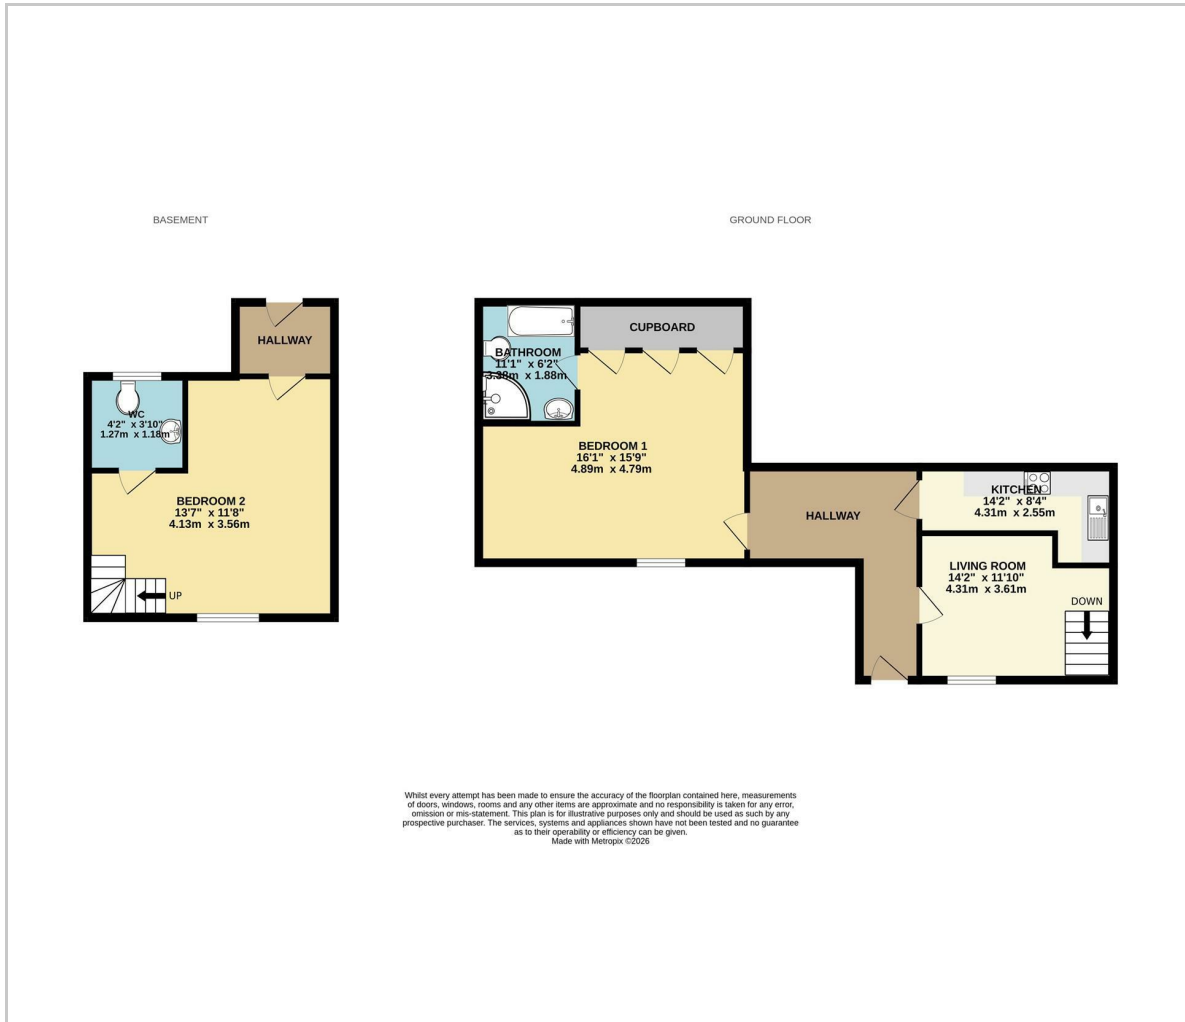 BASEMENT
GROUND FLOOR
HALLWAY
WC
4'2" x 3'10"
1.27m x 1.18m
BEDROOM 2
13'7" x 11'8"
4.13m x 3.56m
UP
CUPBOARD
BATHROOM
11'1" x 6'2"
3.38m x 1.88m
BEDROOM 1
16'1" x 15'9"
4.89m x 4.79m
HALLWAY
KITCHEN
14'2" x 8'4"
4.31m x 2.55m
LIVING ROOM
14'2" x 11'10"
4.31m x 3.61m
DOWN
Whilst every attempt has been made to ensure the accuracy of the floorplan contained here, measurements
of doors, windows, rooms and any other items are approximate and no responsibility is taken for any error,
omission or mis-statement. This plan is for illustrative purposes only and should be used as such by any
prospective purchaser. The services, systems and appliances shown have not been tested and no guarantee
as to their operability or efficiency can be given.
Made with Metropix ©2026